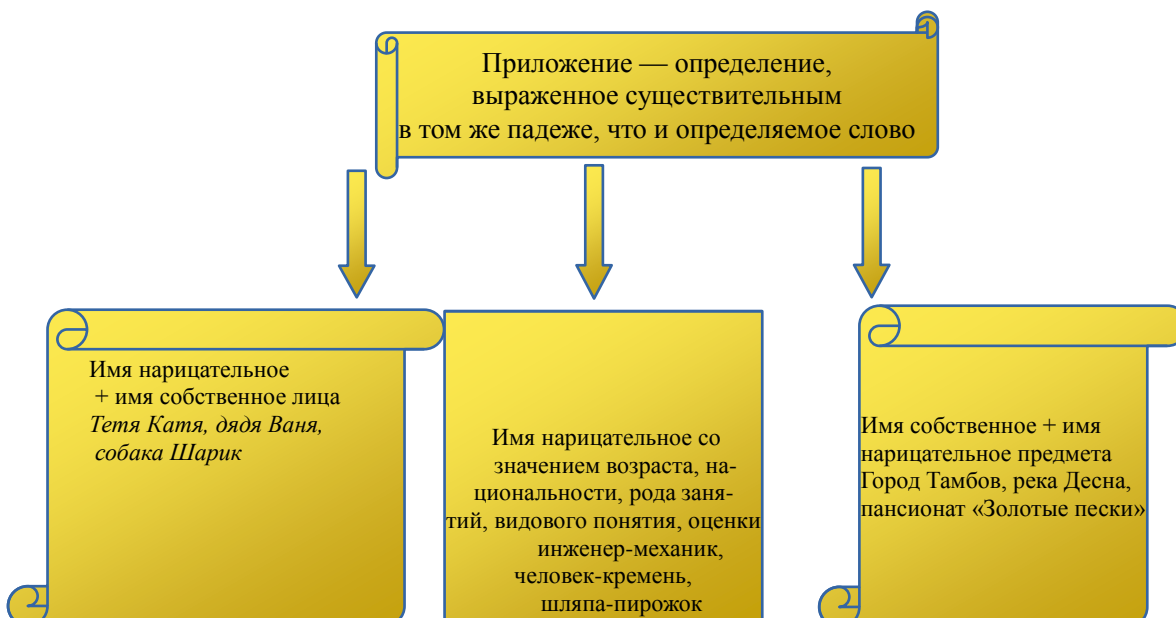 Приложение — определение,
выраженное существительным
в том же падеже, что и определяемое слово
Имя нарицательное
+ имя собственное лица
Тетя Катя, дядя Ваня,
собака Шарик
Имя нарицательное со
значением возраста, на-
циональности, рода заня-
тий, видового понятия, оценки
инженер-механик,
человек-кремень,
шляпа-пирожок
Имя собственное + имя
нарицательное предмета
Город Тамбов, река Десна,
пансионат «Золотые пески»